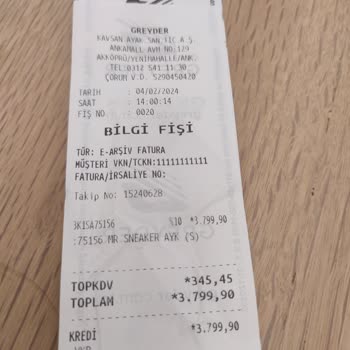 GREYDER
KAVSAN AYAK.SAN.TİC.A.Ş.
ANKAMALL AVM NO:129
AKKÖPRÜ/YENİMAHALLE/ANK.
TEL:0312 541 11 30
ÇORUM V.D. 5290450420
TARİH : 04/02/2024
SAAT : 14:00:14
FİŞ NO : 0020
BİLGİ FİŞİ
TÜR: E-ARŞİV FATURA
MÜŞTERİ VKN/TCKN:11111111111
FATURA/İRSALİYE NO:
Takip No: 15240628
3K1SA75156 %10 *3.799,90
:75156 MR SNEAKER AYK (S)
TOPKDV *345,45
TOPLAM *3.799,90
KREDİ *3.799,90